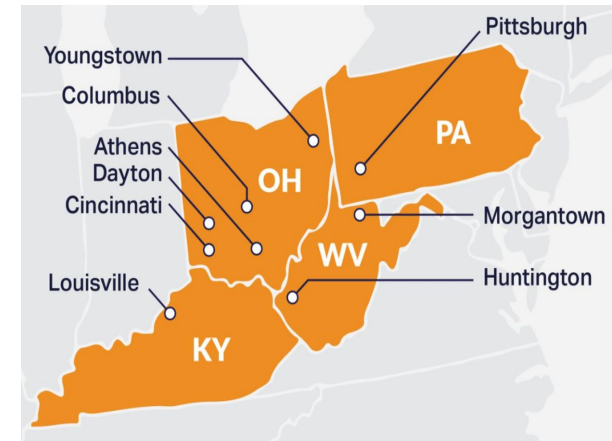 Pittsburgh
Youngstown
Columbus
PA
Athens
OH
Dayton
Cincinnati
Morgantown
WV
Huntington
Louisville
KY